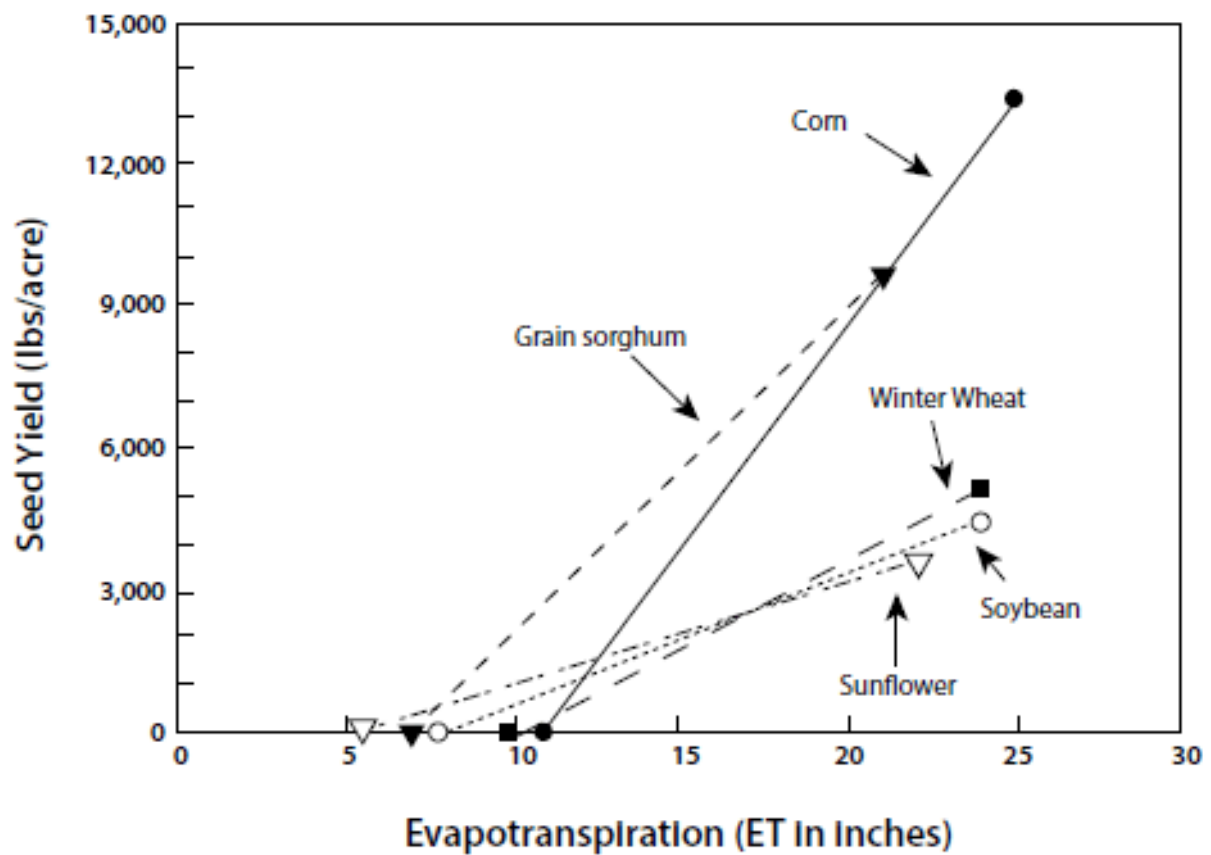 15,000
Corn
12,000
9,000
Grain sorghum
Winter Wheat
6,000
3,000
Soybean
Sunflower
0
0 5 10 15 20 25 30
Seed Yield (lbs/acre)
Evapotranspiration (ET in inches)